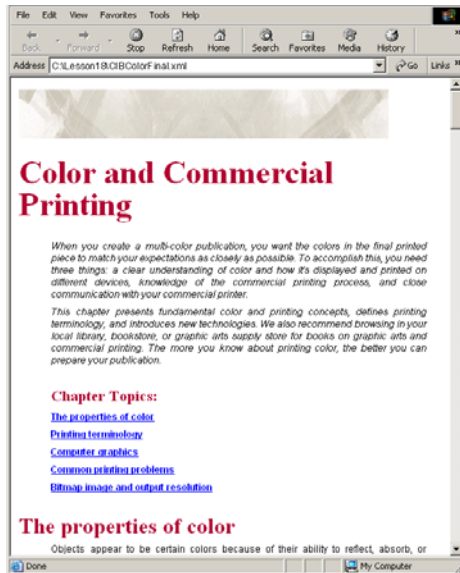 File Edit View Favorites Tools Help
Back Forward Stop Refresh Home Search Favorites Media History
Address C:\Lesson18\CIBColorFinal.xml Go Links
Color and Commercial
Printing
When you create a multi-color publication, you want the colors in the final printed
piece to match your expectations as closely as possible. To accomplish this, you need
three things: a clear understanding of color and how it's displayed and printed on
different devices, knowledge of the commercial printing process, and close
communication with your commercial printer.
This chapter presents fundamental color and printing concepts, defines printing
terminology, and introduces new technologies. We also recommend browsing in your
local library, bookstore, or graphic arts supply store for books on graphic arts and
commercial printing. The more you know about printing color, the better you can
prepare your publication.
Chapter Topics:
The properties of color
Printing terminology
Computer graphics
Common printing problems
Bitmap image and output resolution
The properties of color
Objects appear to be certain colors because of their ability to reflect, absorb, or
Done My Computer